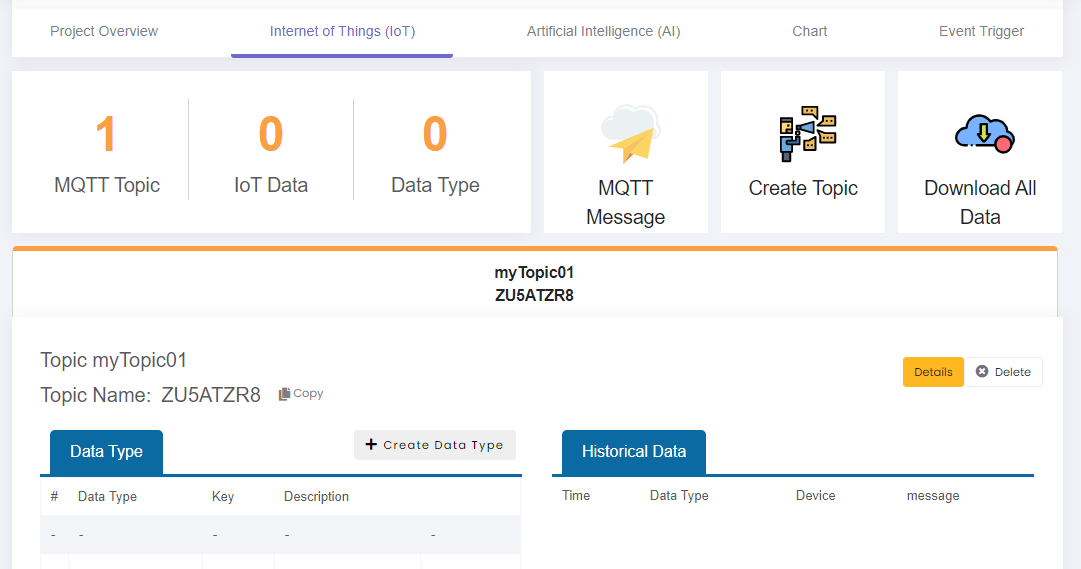 Project Overview
Internet of Things (IoT)
Artificial Intelligence (AI)
Chart
Event Trigger
1
MQTT Topic
0
IoT Data
0
Data Type
MQTT
Message
Create Topic
Download All
Data
myTopic01
ZU5ATZR8
Topic myTopic01
Topic Name: ZU5ATZR8
Copy
Details
Delete
Data Type
+ Create Data Type
# Data Type Key Description
- - - - -
Historical Data
Time Data Type Device message